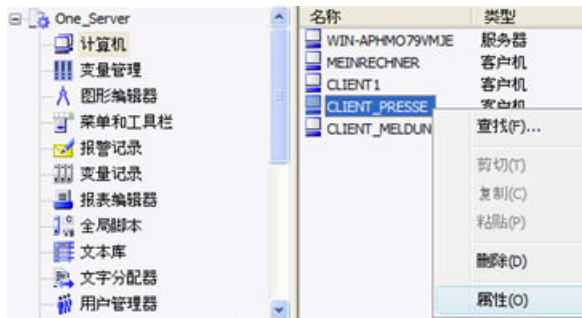 One_Server
计算机
变量管理
图形编辑器
菜单和工具栏
报警记录
变量记录
报表编辑器
全局脚本
文本库
文字分配器
用户管理器
名称 类型
WIN-APHMO79VMJE 服务器
MEINRECHNER 客户机
CLIENT1 客户机
CLIENT_PRESSE 客户机
CLIENT_MELDUN
查找(F)...
剪切(T)
复制(C)
粘贴(P)
删除(D)
属性(O)